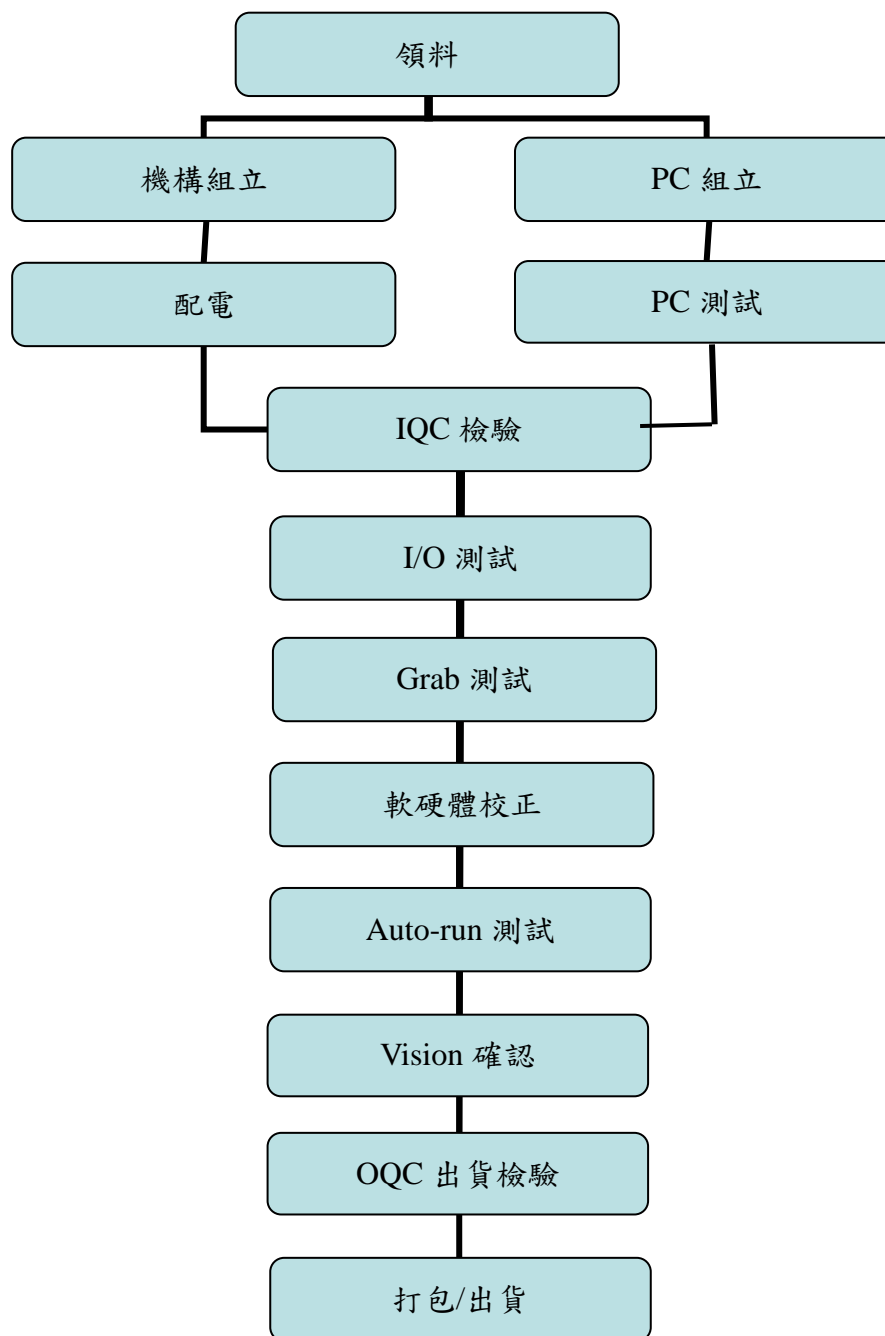 領料
機構組立
PC 組立
配電
PC 測試
IQC 檢驗
I/O 測試
Grab 測試
軟硬體校正
Auto-run 測試
Vision 確認
OQC 出貨檢驗
打包/出貨